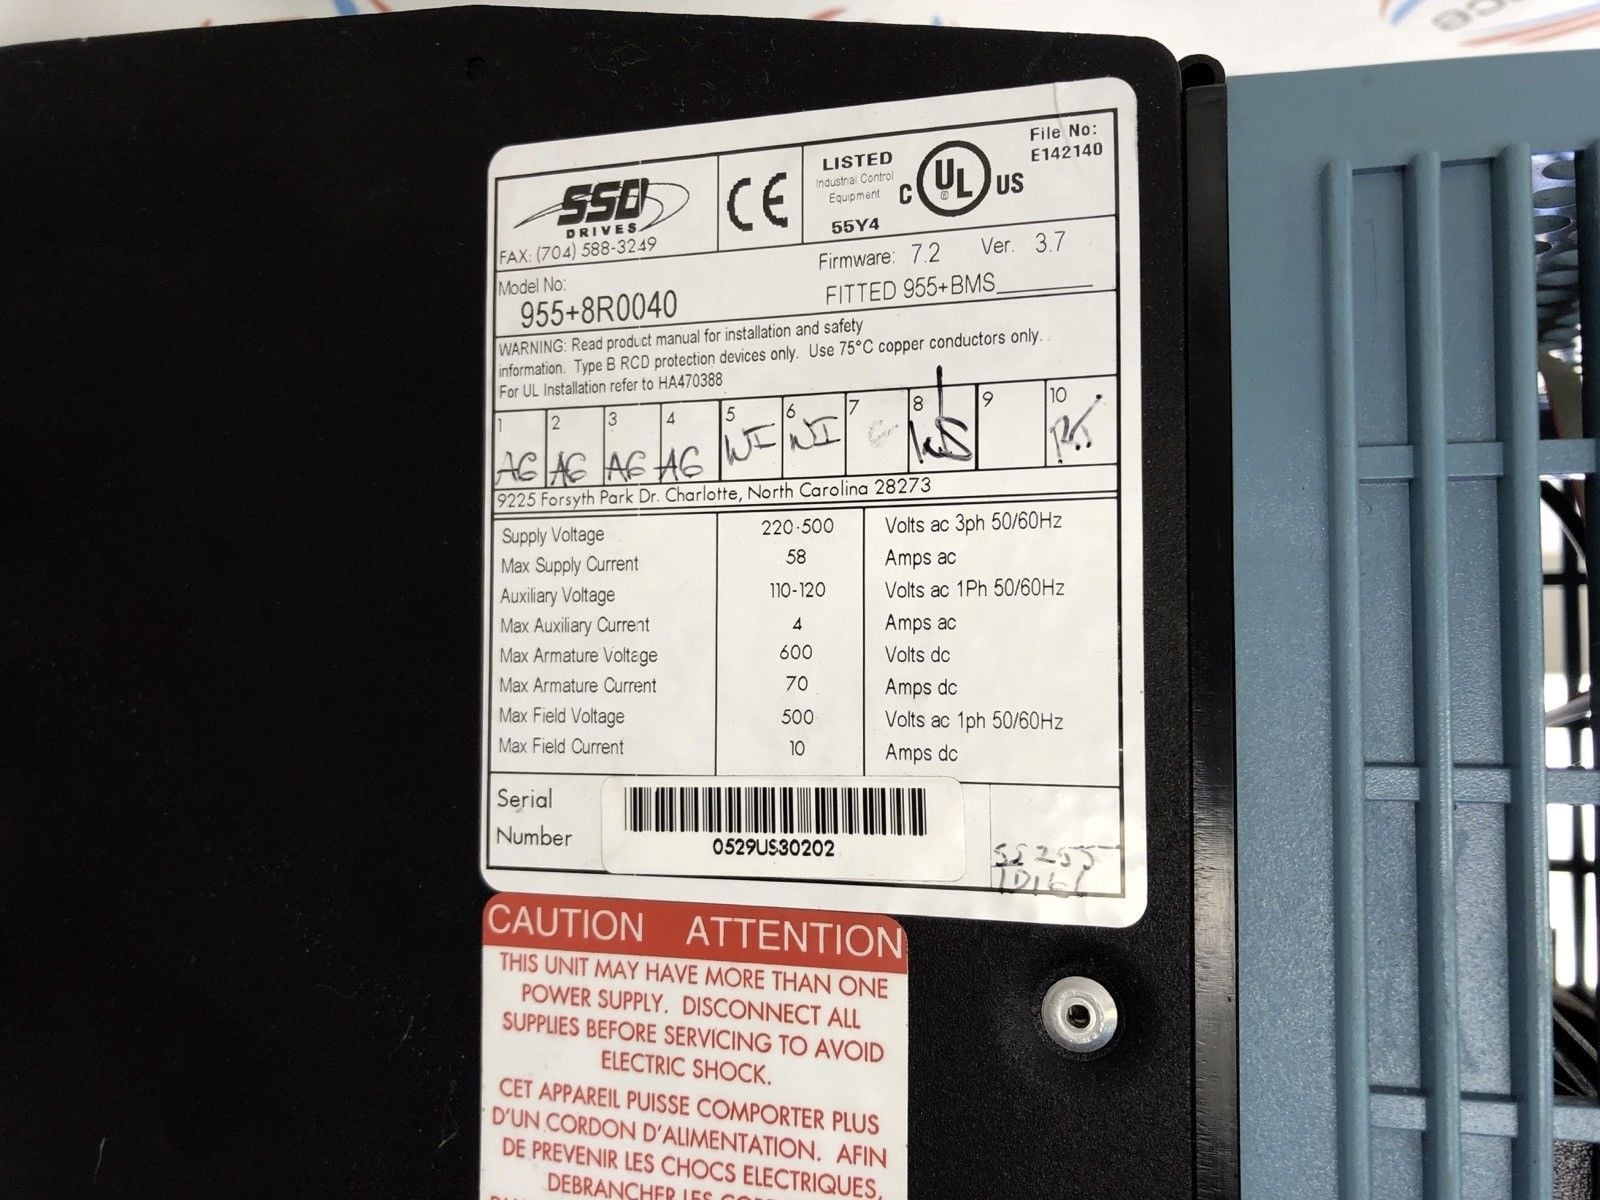 SSD
DRIVES
FAX: (704) 588-3249
CE
LISTED
Industrial Control
Equipment
55Y4
C UL ® US
File No:
E142140
Model No:
955+8R0040
Firmware: 7.2 Ver. 3.7
FITTED 955+BMS
WARNING: Read product manual for installation and safety
information. Type B RCD protection devices only. Use 75°C copper conductors only.
For UL Installation refer to HA470388
1 2 3 4 5 6 7 8 9 10
AG AG AG AG WI WI
9225 Forsyth Park Dr. Charlotte, North Carolina 28273
Supply Voltage 220-500 Volts ac 3ph 50/60Hz
Max Supply Current 58 Amps ac
Auxiliary Voltage 110-120 Volts ac 1Ph 50/60Hz
Max Auxiliary Current 4 Amps ac
Max Armature Voltage 600 Volts dc
Max Armature Current 70 Amps dc
Max Field Voltage 500 Volts ac 1ph 50/60Hz
Max Field Current 10 Amps dc
Serial
Number
0529US30202
CAUTION ATTENTION
THIS UNIT MAY HAVE MORE THAN ONE
POWER SUPPLY. DISCONNECT ALL
SUPPLIES BEFORE SERVICING TO AVOID
ELECTRIC SHOCK.
CET APPAREIL PUISSE COMPORTER PLUS
D'UN CORDON D'ALIMENTATION. AFIN
DE PREVENIR LES CHOCS ELECTRIQUES,
DEBRANCHER LES